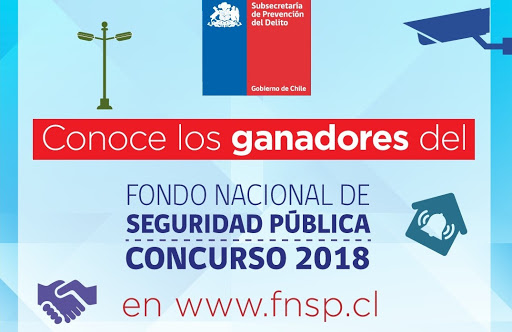 Subsecretaría
de Prevención
del Delito
Gobierno de Chile
Conoce los ganadores del
FONDO NACIONAL DE
SEGURIDAD PÚBLICA
CONCURSO 2018
en www.fnsp.cl